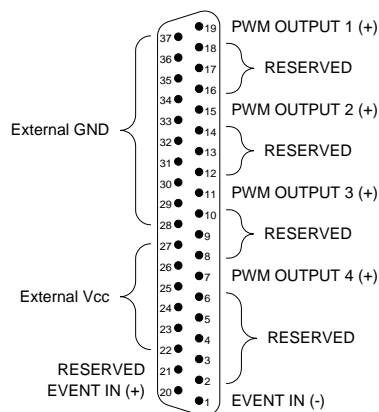 19 PWM OUTPUT 1 (+)
37
18
36
17 RESERVED
35
16
34
15 PWM OUTPUT 2 (+)
33
14
External GND
32
13 RESERVED
31
12
30
11 PWM OUTPUT 3 (+)
29
10
28
9 RESERVED
27
8
26
7 PWM OUTPUT 4 (+)
25
6
External Vcc
24
5
23
4 RESERVED
22
3
RESERVED 21
2
EVENT IN (+) 20
1 EVENT IN (-)